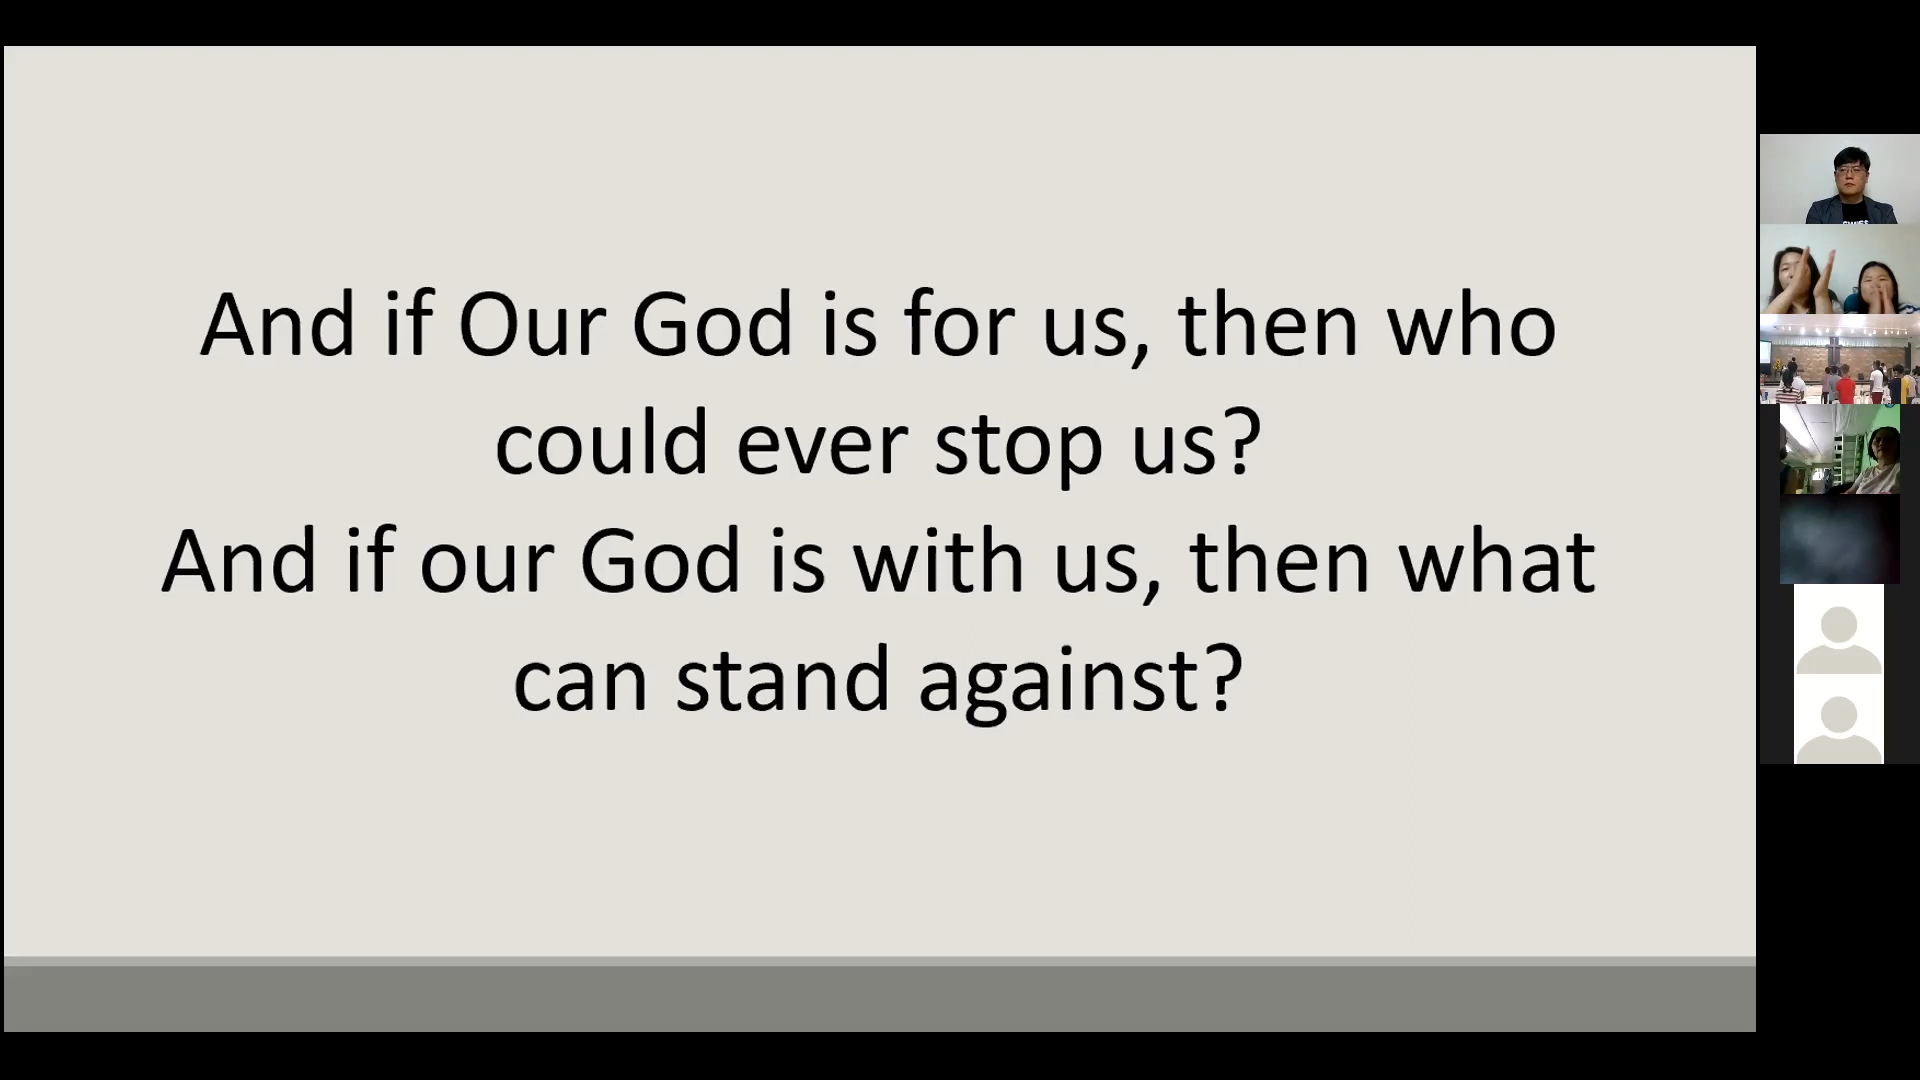 And if Our God is for us, then who
could ever stop us?
And if our God is with us, then what
can stand against?